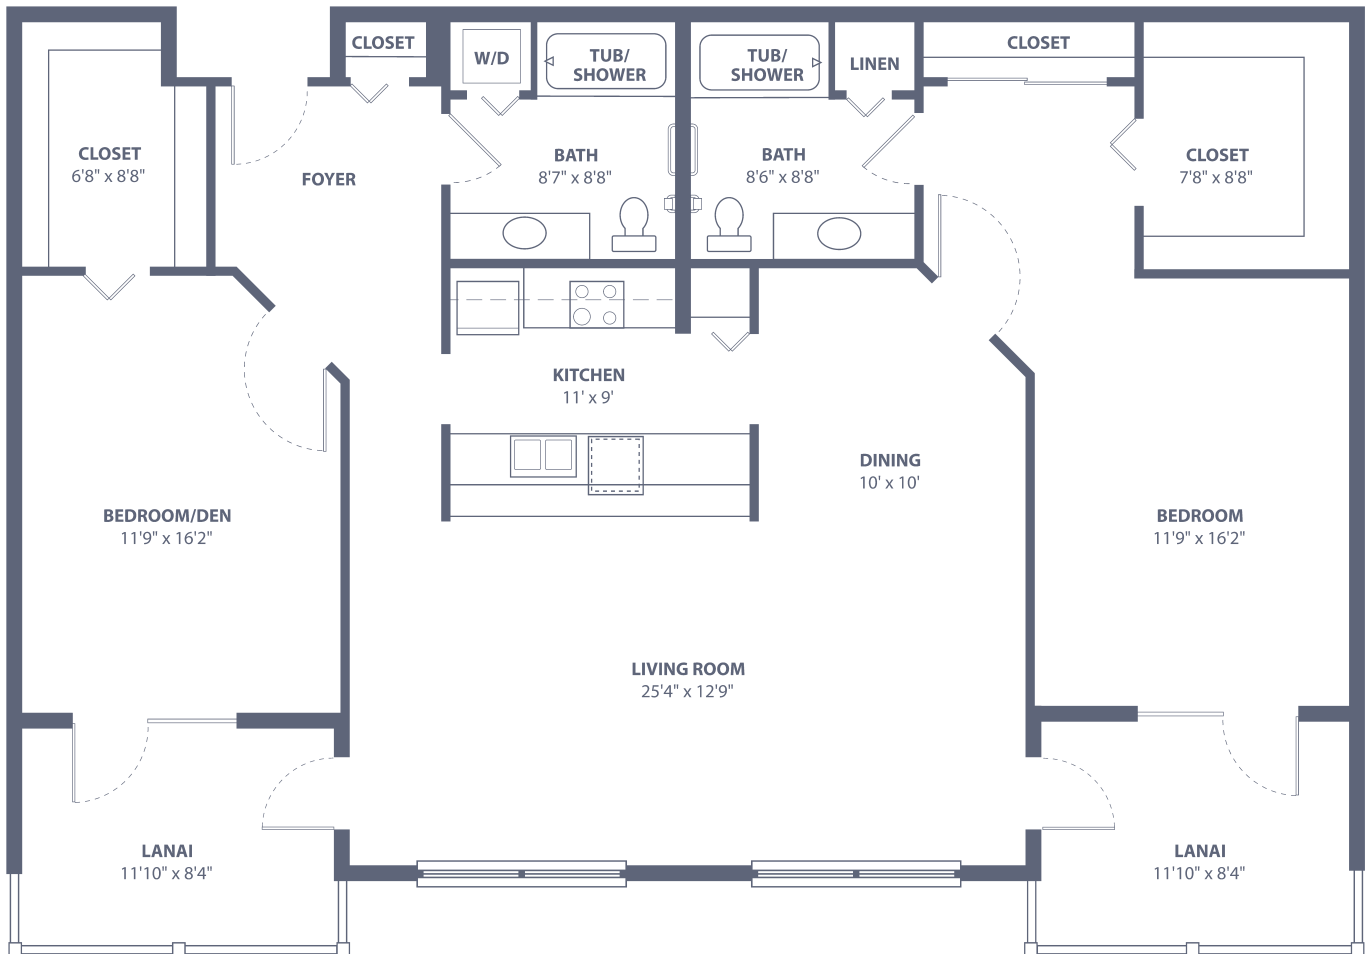 CLOSET
W/D
TUB/
SHOWER
TUB/
SHOWER
LINEN
CLOSET
CLOSET
6'8" x 8'8"
FOYER
BATH
8'7" x 8'8"
BATH
8'6" x 8'8"
CLOSET
7'8" x 8'8"
KITCHEN
11' x 9'
DINING
10' x 10'
BEDROOM/DEN
11'9" x 16'2"
BEDROOM
11'9" x 16'2"
LIVING ROOM
25'4" x 12'9"
LANAI
11'10" x 8'4"
LANAI
11'10" x 8'4"